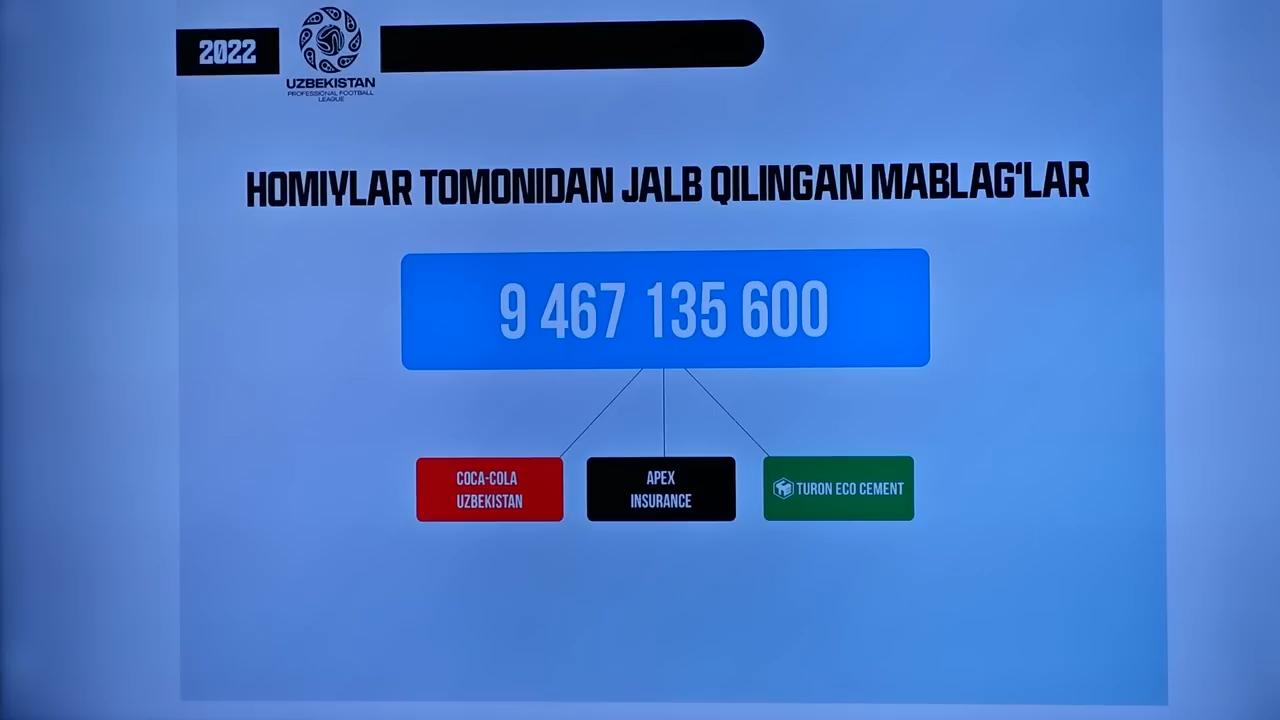 2022
UZBEKISTAN
PROFESSIONAL FOOTBALL
LEAGUE
HOMIYLAR TOMONIDAN JALB QILINGAN MABLAG‘LAR
9 467 135 600
COCA-COLA
UZBEKISTAN
APEX
INSURANCE
TURON ECO CEMENT